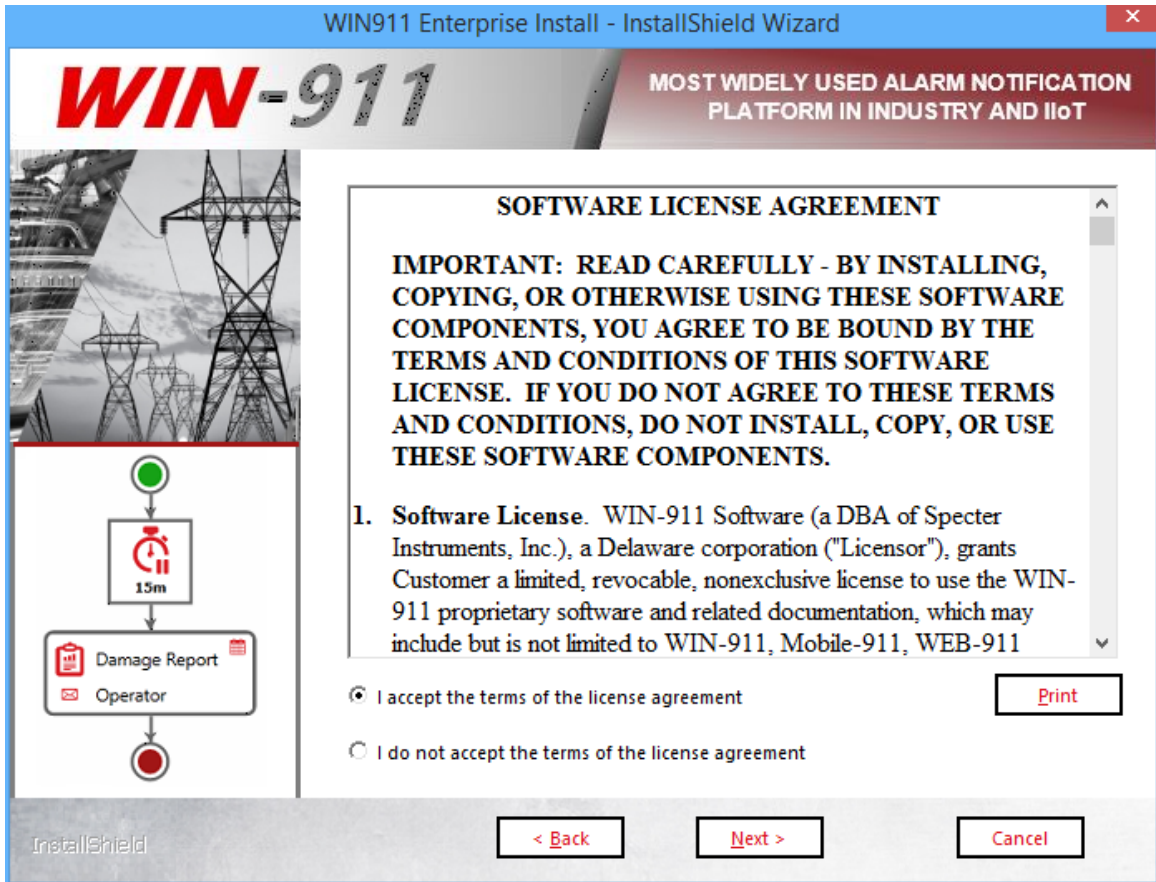 WIN911 Enterprise Install - InstallShield Wizard
WIN-911
MOST WIDELY USED ALARM NOTIFICATION
PLATFORM IN INDUSTRY AND IIoT
SOFTWARE LICENSE AGREEMENT
IMPORTANT:  READ CAREFULLY - BY INSTALLING,
COPYING, OR OTHERWISE USING THESE SOFTWARE
COMPONENTS, YOU AGREE TO BE BOUND BY THE
TERMS AND CONDITIONS OF THIS SOFTWARE
LICENSE.  IF YOU DO NOT AGREE TO THESE TERMS
AND CONDITIONS, DO NOT INSTALL, COPY, OR USE
THESE SOFTWARE COMPONENTS.
1. Software License.  WIN-911 Software (a DBA of Specter
Instruments, Inc.), a Delaware corporation ("Licensor"), grants
Customer a limited, revocable, nonexclusive license to use the WIN-
911 proprietary software and related documentation, which may
include but is not limited to WIN-911, Mobile-911, WEB-911
15m
Damage Report
Operator
I accept the terms of the license agreement
Print
I do not accept the terms of the license agreement
InstallShield
< Back
Next >
Cancel